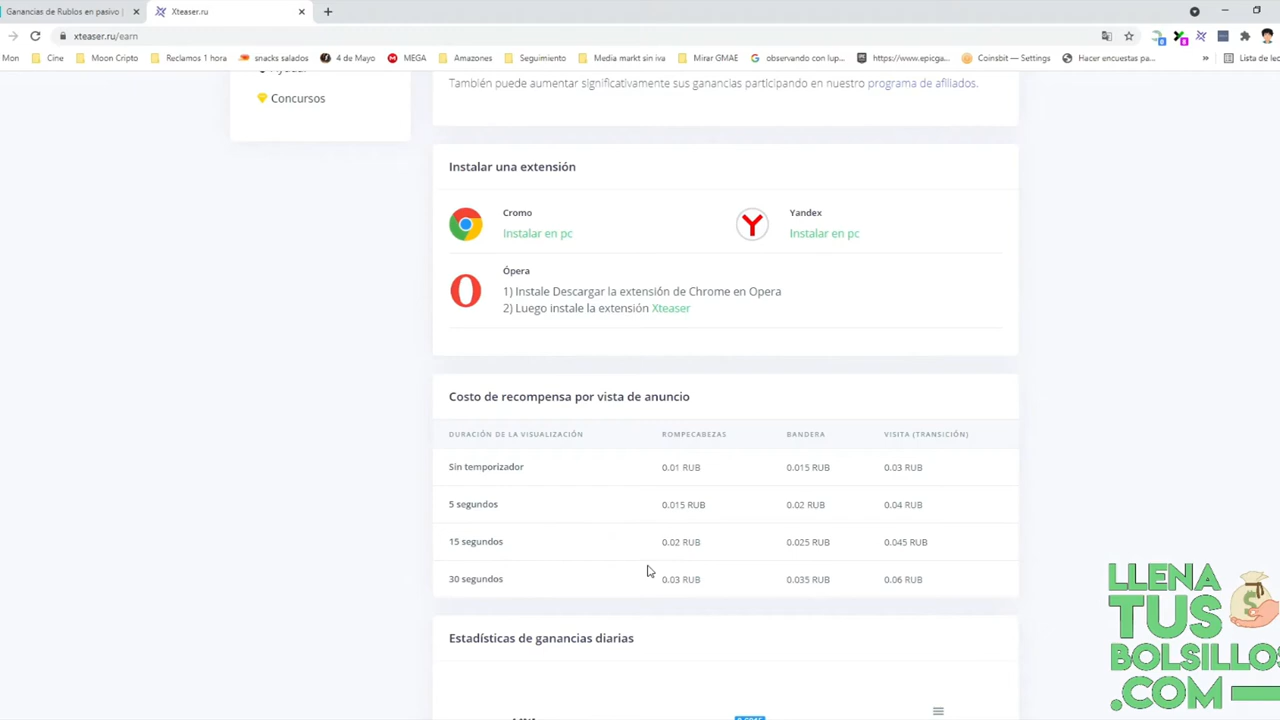 Ganancias de Rublos en pasivo |
Xteaser.ru
xteaser.ru/earn
Mon
Cine
Moon Cripto
Reclamos 1 hora
snacks salados
4 de Mayo
MEGA
Amazones
Seguimiento
Media markt sin iva
Mirar GMAE
observando con lup...
https://www.epicga...
Coinsbit — Settings
Hacer encuestas pa...
»
Lista de lec
Concursos
También puede aumentar significativamente sus ganancias participando en nuestro programa de afiliados.
Instalar una extensión
Cromo
Instalar en pc
Yandex
Instalar en pc
Ópera
1) Instale Descargar la extensión de Chrome en Opera
2) Luego instale la extensión Xteaser
Costo de recompensa por vista de anuncio
DURACIÓN DE LA VISUALIZACIÓN ROMPECABEZAS BANDERA VISITA (TRANSICIÓN)
Sin temporizador 0.01 RUB 0.015 RUB 0.03 RUB
5 segundos 0.015 RUB 0.02 RUB 0.04 RUB
15 segundos 0.02 RUB 0.025 RUB 0.045 RUB
30 segundos 0.03 RUB 0.035 RUB 0.06 RUB
Estadísticas de ganancias diarias
LLENA
TUS
BOLSILLOS
.COM